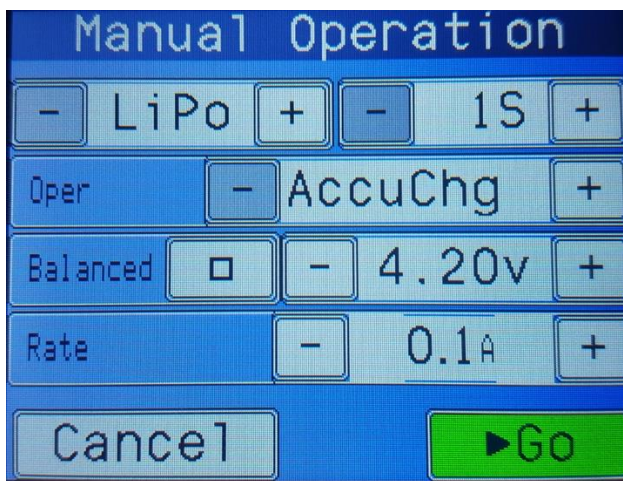 Manual Operation
- LiPo + - 1S +
Oper - AccuChg +
Balanced - 4.20v +
Rate - 0.1A +
Cancel ►Go